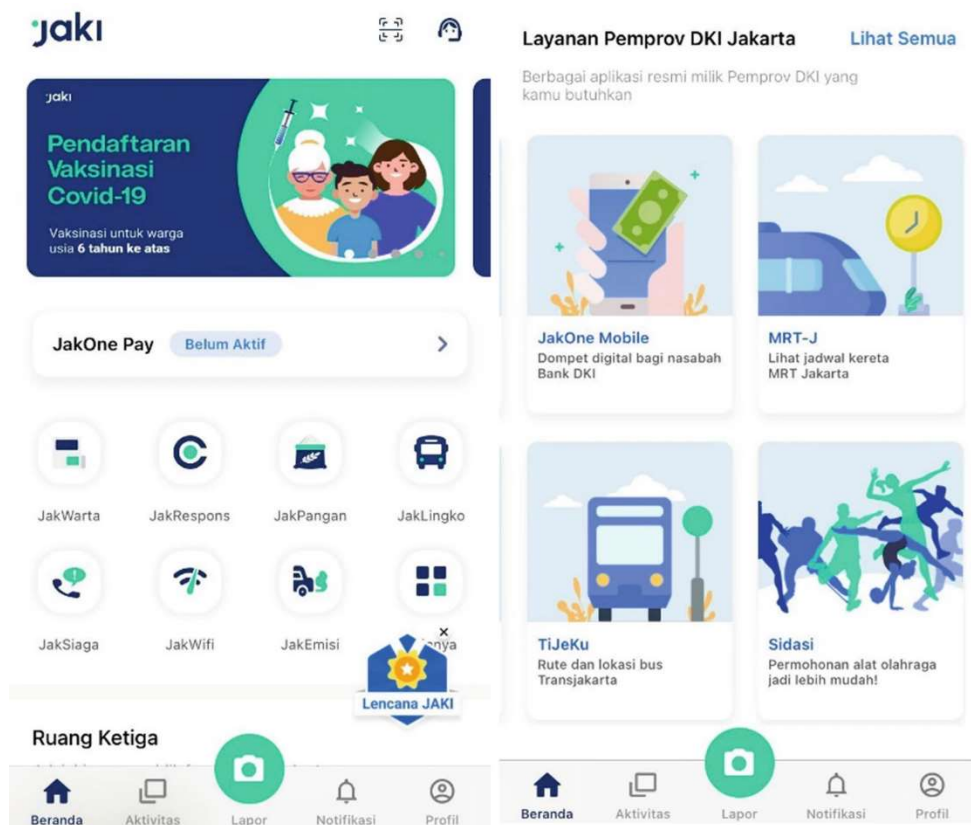 jaki
jaki
Pendaftaran
Vaksinasi
Covid-19
Vaksinasi untuk warga
usia 6 tahun ke atas
JakOne Pay Belum Aktif
JakWarta JakRespons JakPangan JakLingko
JakSiaga JakWifi JakEmisi
Lencana JAKI
Ruang Ketiga
Beranda Aktivitas Lapor Notifikasi Profil
Layanan Pemprov DKI Jakarta Lihat Semua
Berbagai aplikasi resmi milik Pemprov DKI yang
kamu butuhkan
JakOne Mobile
Dompet digital bagi nasabah
Bank DKI
MRT-J
Lihat jadwal kereta
MRT Jakarta
TiJeKu
Rute dan lokasi bus
Transjakarta
Sidasi
Permohonan alat olahraga
jadi lebih mudah!
Beranda Aktivitas Lapor Notifikasi Profil